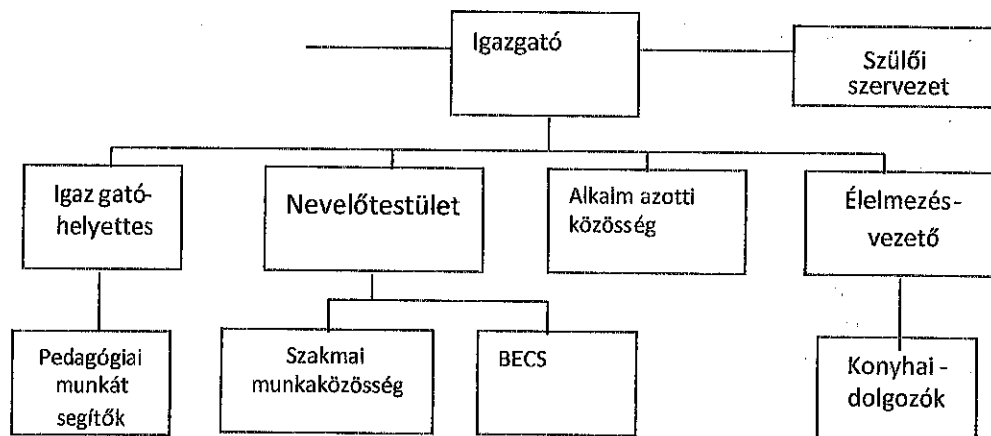 Igazgató
Szülői
szervezet
Igaz gató-
helyettes
Nevelőtestület
Alkalm azotti
közösség
Élelmezés-
vezető
Pedagógiai
munkát
segítők
Szakmai
munkaközösség
BECS
Konyhai -
dolgozók